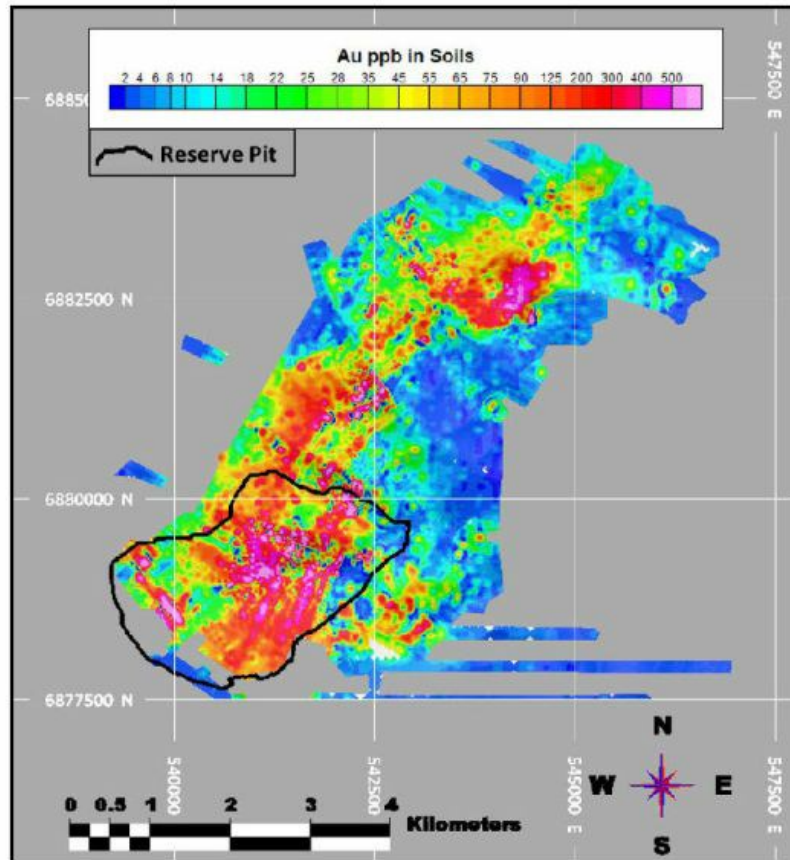 Au ppb in Soils
2 4 6 8 10 14 18 22 25 28 35 45 55 65 75 90 125 200 300 400 500
547500 E
6885
Reserve Pit
6882500 N
6880000 N
6877500 N
540000
542500
545000 E
547500 E
N
W E
S
0 0.5 1 2 3 4
Kilometers